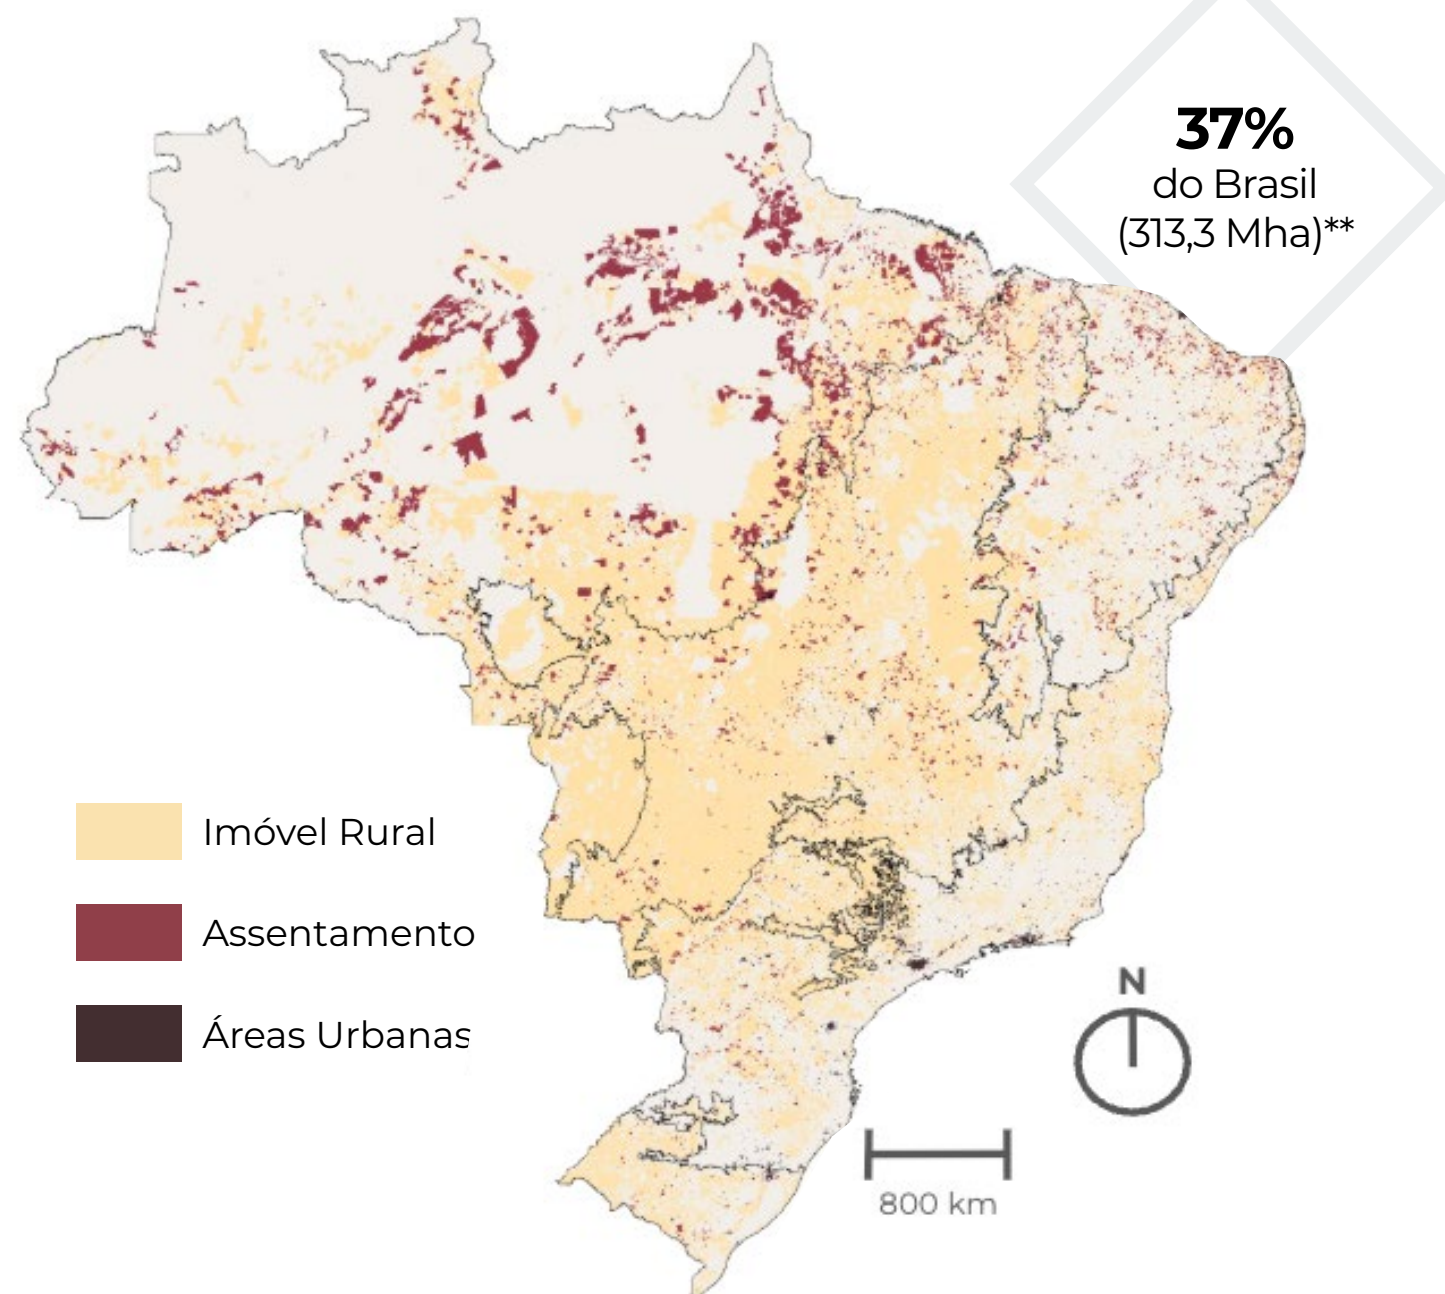 37%
do Brasil
(313,3 Mha)**
Imóvel Rural
Assentamento
Áreas Urbanas
N
800 km